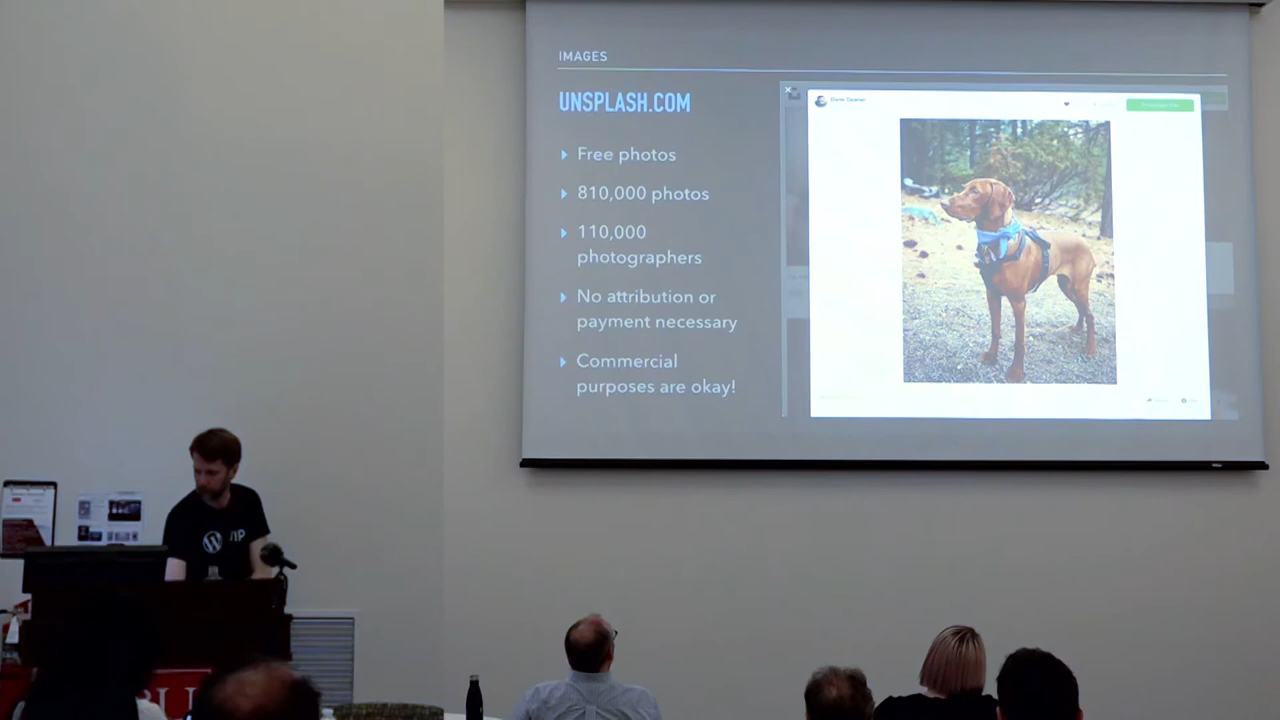 IMAGES
UNSPLASH.COM
Free photos
810,000 photos
110,000
photographers
No attribution or
payment necessary
Commercial
purposes are okay!
VIP